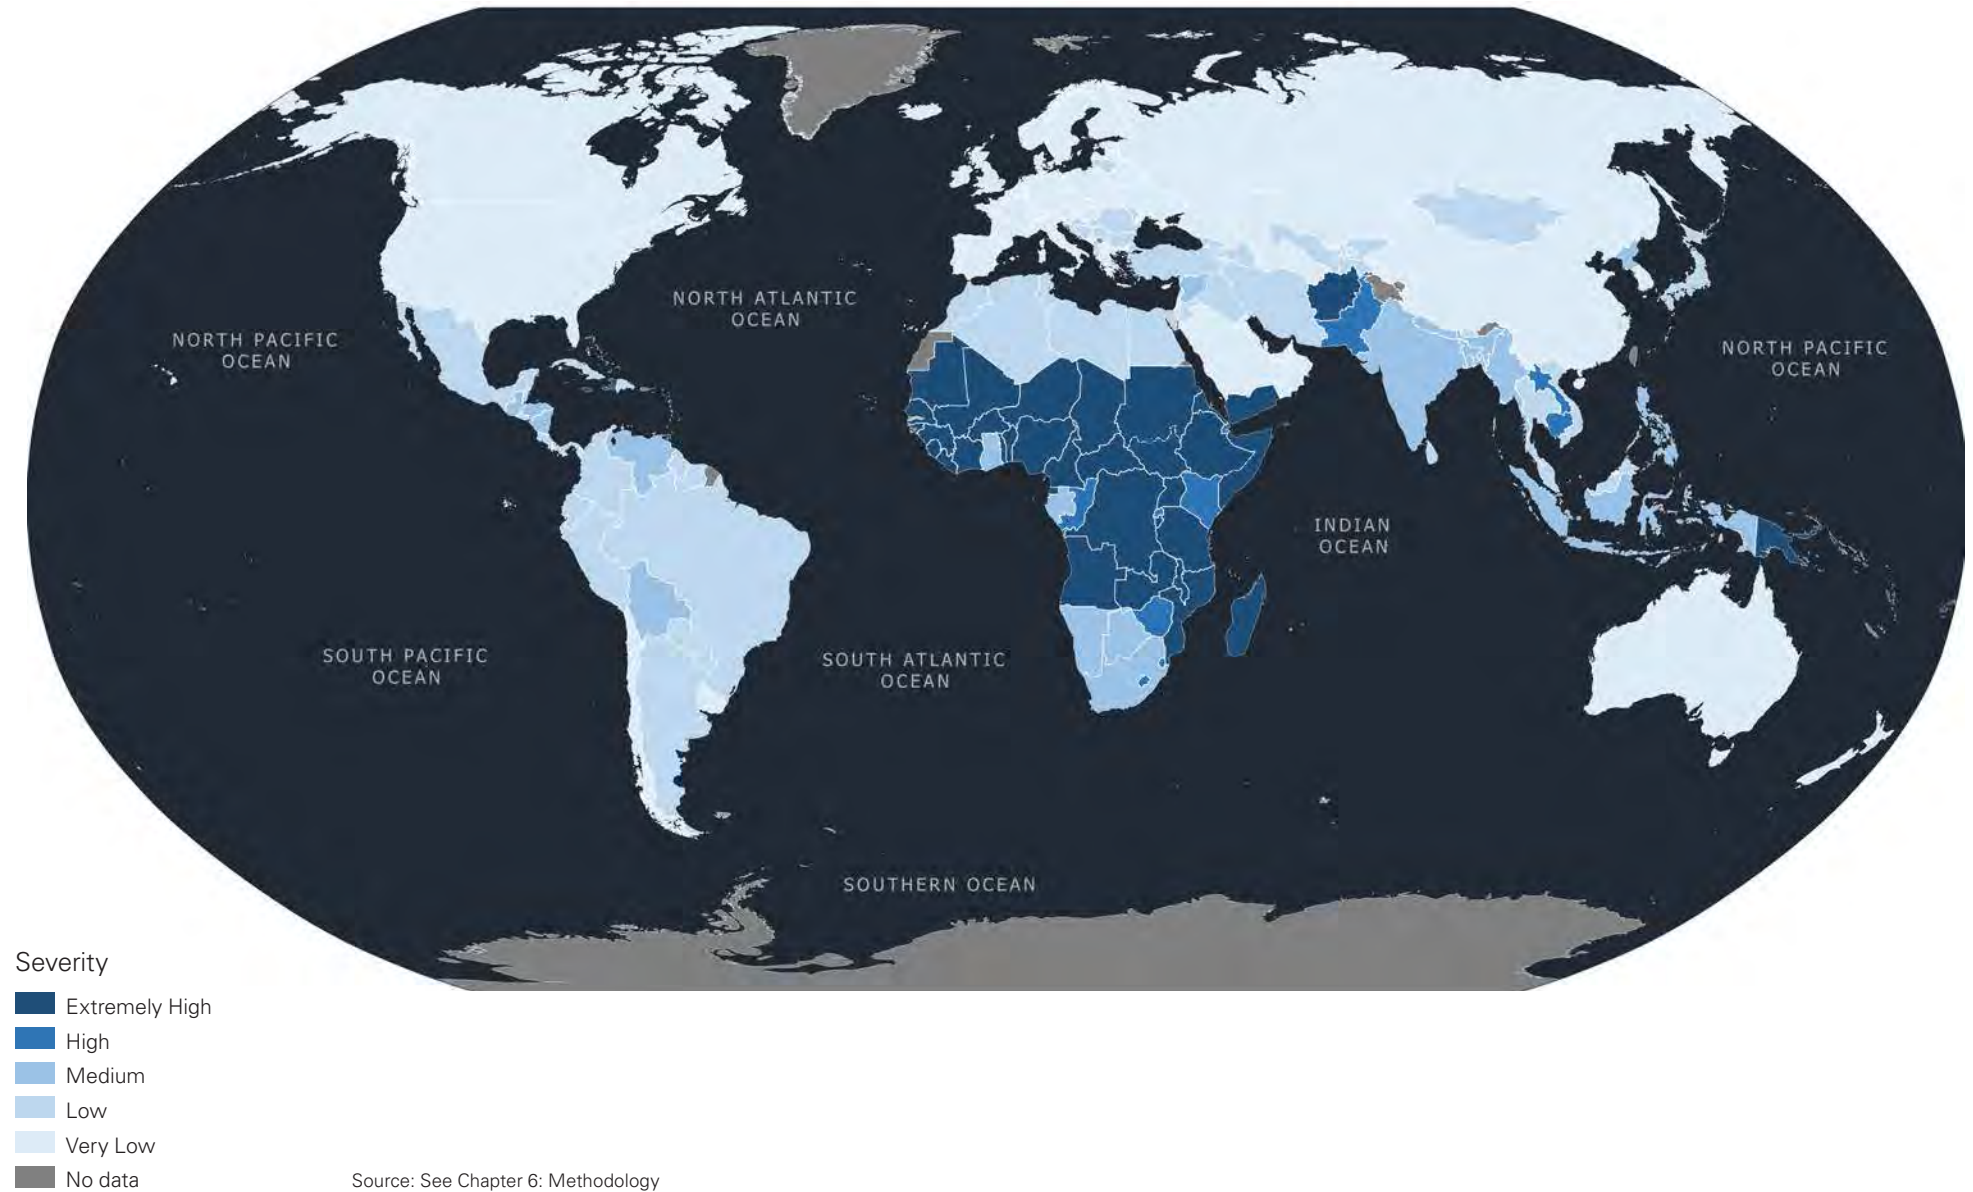 NORTH ATLANTIC
OCEAN
NORTH PACIFIC
OCEAN
NORTH PACIFIC
OCEAN
INDIAN
OCEAN
SOUTH PACIFIC
OCEAN
SOUTH ATLANTIC
OCEAN
SOUTHERN OCEAN
Severity
Extremely High
High
Medium
Low
Very Low
No data
Source: See Chapter 6: Methodology